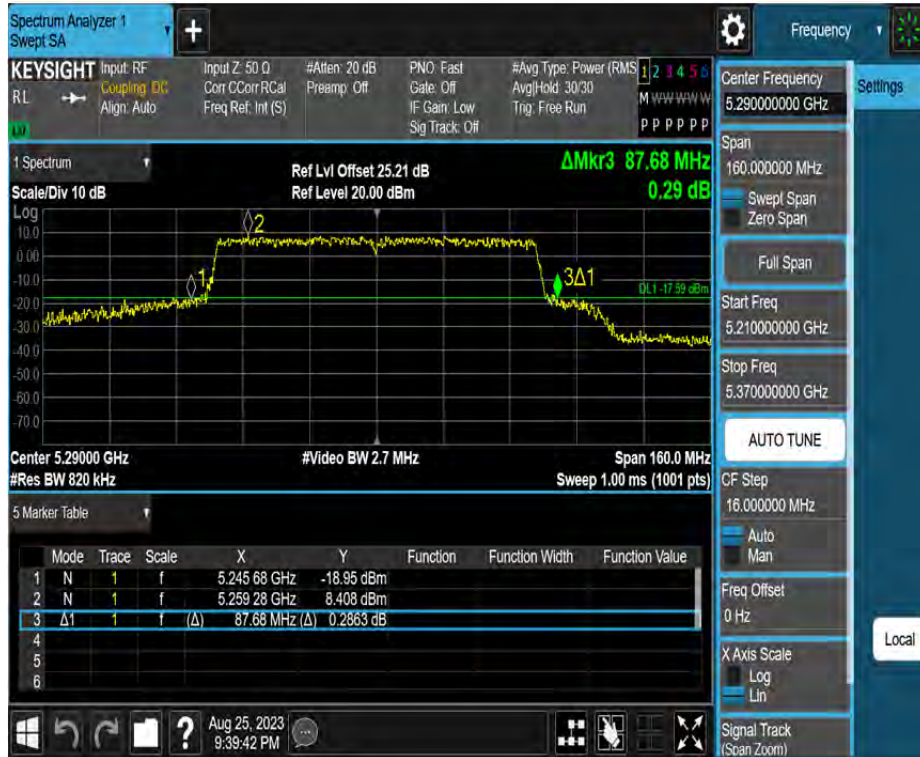 Spectrum Analyzer 1
Swept SA
+
Frequency
KEYSIGHT
RL
Input: RF
Coupling: DC
Align: Auto
Input Z: 50 Ω
Corr CCorr RCal
Freq Ref: Int (S)
#Atten: 20 dB
Preamp: Off
PNO: Fast
Gate: Off
IF Gain: Low
Sig Track: Off
#Avg Type: Power (RMS
Avg|Hold: 30/30
Trig: Free Run
1 2 3 4 5 6
M W W W W W
P P P P P P
1 Spectrum
Scale/Div 10 dB
Ref Lvl Offset 25.21 dB
Ref Level 20.00 dBm
ΔMkr3 87.68 MHz
0.29 dB
Log
10.0
0.00
-10.0
-20.0
-30.0
-40.0
-50.0
-60.0
-70.0
2
1
3Δ1
DL1 -17.59 dBm
Center 5.29000 GHz
#Video BW 2.7 MHz
Span 160.0 MHz
#Res BW 820 kHz
Sweep 1.00 ms (1001 pts)
5 Marker Table
Mode Trace Scale X Y Function Function Width Function Value
1 N 1 f 5.245 68 GHz -18.95 dBm
2 N 1 f 5.259 28 GHz 8.408 dBm
3 Δ1 1 f (Δ) 87.68 MHz (Δ) 0.2863 dB
4
5
6
?
Aug 25, 2023
9:39:42 PM
Center Frequency
5.290000000 GHz
Span
160.000000 MHz
Swept Span
Zero Span
Full Span
Start Freq
5.210000000 GHz
Stop Freq
5.370000000 GHz
AUTO TUNE
CF Step
16.000000 MHz
Auto
Man
Freq Offset
0 Hz
X Axis Scale
Log
Lin
Signal Track
(Span Zoom)
Settings
Local